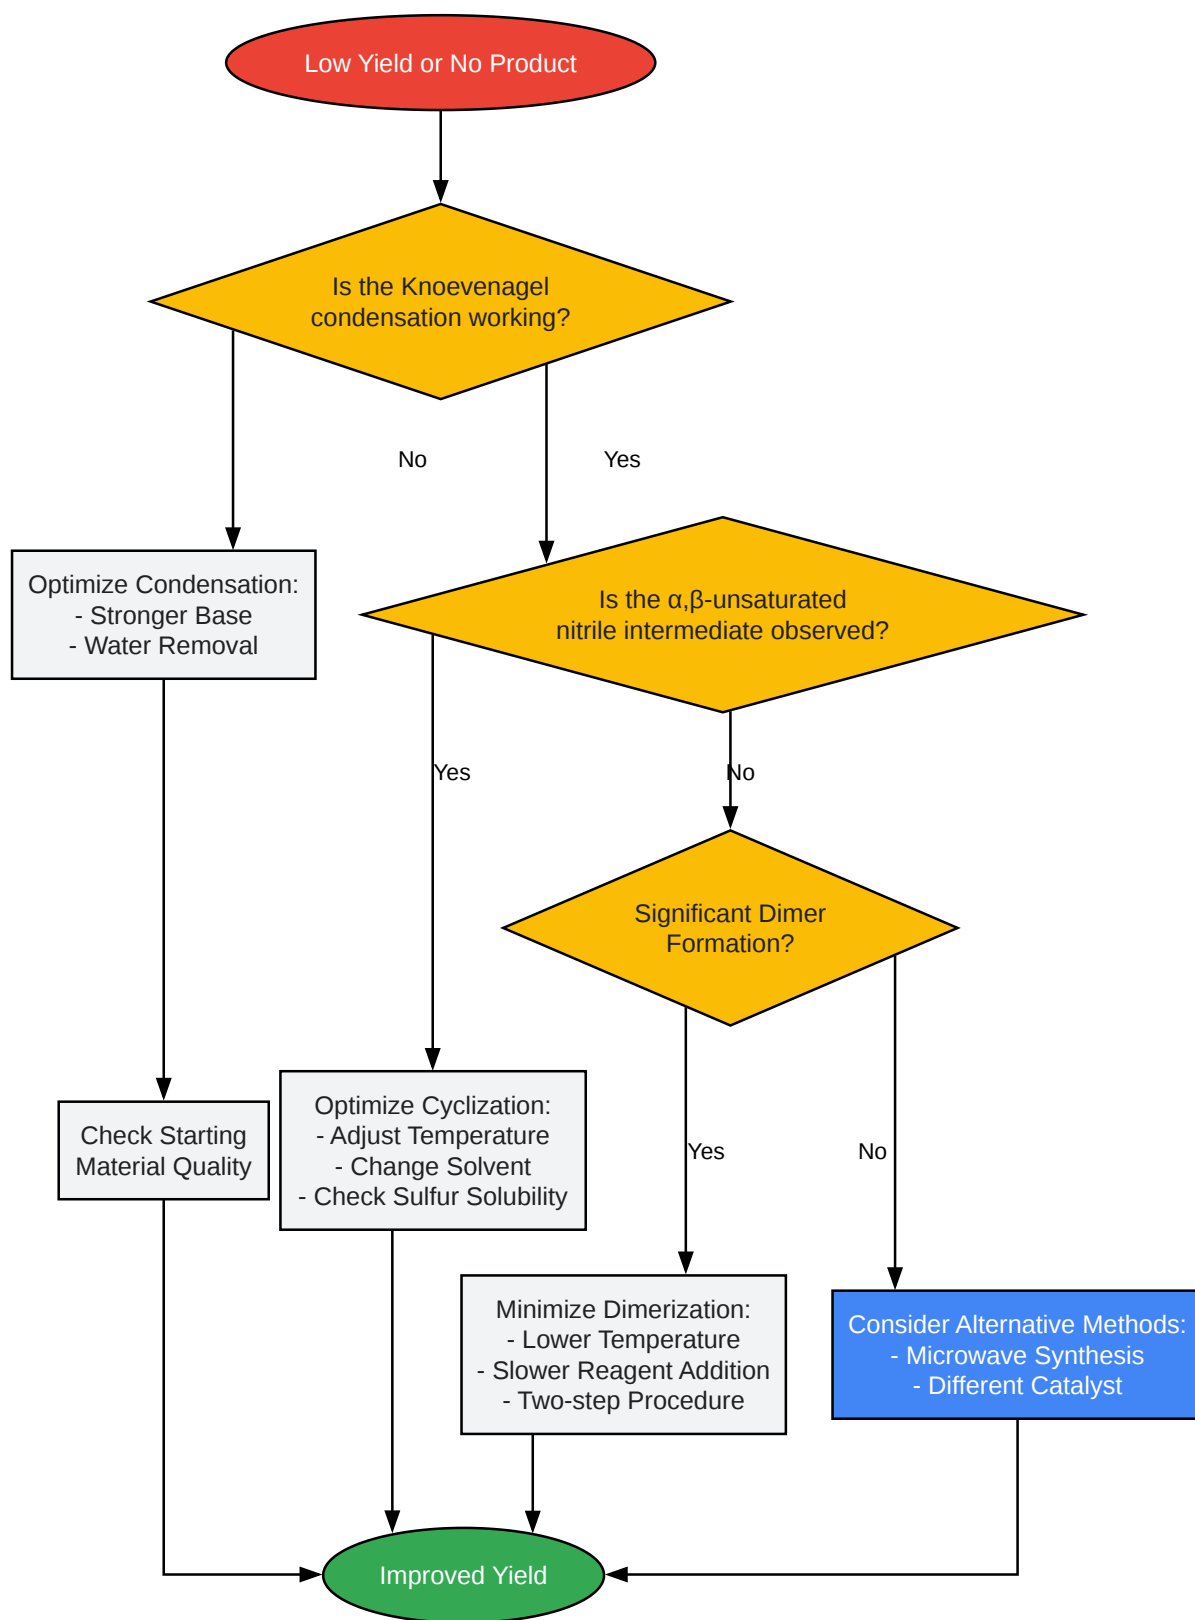 Low Yield or No Product
Is the Knoevenagel
condensation working?
No
Yes
Optimize Condensation:
- Stronger Base
- Water Removal
Is the α,β-unsaturated
nitrile intermediate observed?
Yes
No
Significant Dimer
Formation?
Check Starting
Material Quality
Optimize Cyclization:
- Adjust Temperature
- Change Solvent
- Check Sulfur Solubility
Yes
No
Minimize Dimerization:
- Lower Temperature
- Slower Reagent Addition
- Two-step Procedure
Consider Alternative Methods:
- Microwave Synthesis
- Different Catalyst
Improved Yield